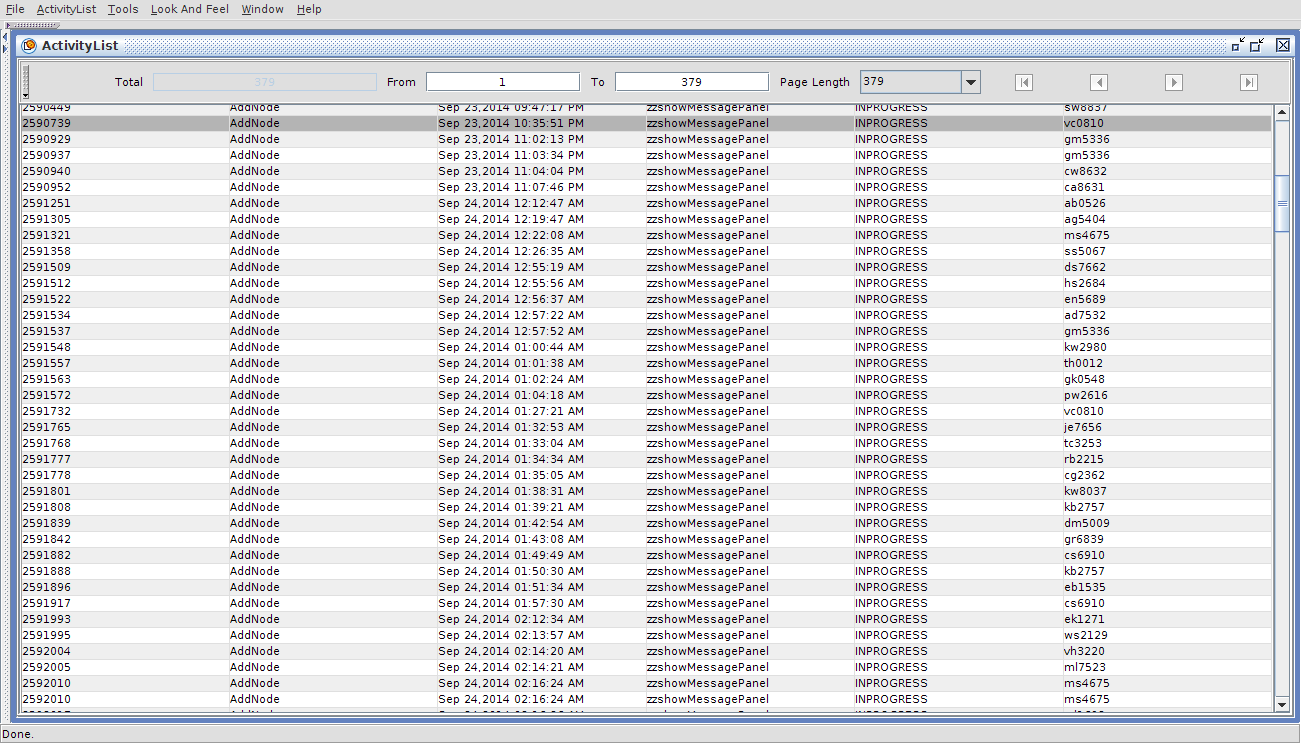 File ActivityList Tools Look And Feel Window Help
ActivityList
Total 379 From 1 To 379 Page Length 379
2590449 AddNode Sep 23,2014 09:47:17 PM zzshowMessagePanel INPROGRESS sw8837
2590739 AddNode Sep 23,2014 10:35:51 PM zzshowMessagePanel INPROGRESS vc0810
2590929 AddNode Sep 23,2014 11:02:13 PM zzshowMessagePanel INPROGRESS gm5336
2590937 AddNode Sep 23,2014 11:03:34 PM zzshowMessagePanel INPROGRESS gm5336
2590940 AddNode Sep 23,2014 11:04:04 PM zzshowMessagePanel INPROGRESS cw8632
2590952 AddNode Sep 23,2014 11:07:46 PM zzshowMessagePanel INPROGRESS ca8631
2591251 AddNode Sep 24,2014 12:12:47 AM zzshowMessagePanel INPROGRESS ab0526
2591305 AddNode Sep 24,2014 12:19:47 AM zzshowMessagePanel INPROGRESS ag5404
2591321 AddNode Sep 24,2014 12:22:08 AM zzshowMessagePanel INPROGRESS ms4675
2591358 AddNode Sep 24,2014 12:26:35 AM zzshowMessagePanel INPROGRESS ss5067
2591509 AddNode Sep 24,2014 12:55:19 AM zzshowMessagePanel INPROGRESS ds7662
2591512 AddNode Sep 24,2014 12:55:56 AM zzshowMessagePanel INPROGRESS hs2684
2591522 AddNode Sep 24,2014 12:56:37 AM zzshowMessagePanel INPROGRESS en5689
2591534 AddNode Sep 24,2014 12:57:22 AM zzshowMessagePanel INPROGRESS ad7532
2591537 AddNode Sep 24,2014 12:57:52 AM zzshowMessagePanel INPROGRESS gm5336
2591548 AddNode Sep 24,2014 01:00:44 AM zzshowMessagePanel INPROGRESS kw2980
2591557 AddNode Sep 24,2014 01:01:38 AM zzshowMessagePanel INPROGRESS th0012
2591563 AddNode Sep 24,2014 01:02:24 AM zzshowMessagePanel INPROGRESS gk0548
2591572 AddNode Sep 24,2014 01:04:18 AM zzshowMessagePanel INPROGRESS pw2616
2591732 AddNode Sep 24,2014 01:27:21 AM zzshowMessagePanel INPROGRESS vc0810
2591765 AddNode Sep 24,2014 01:32:53 AM zzshowMessagePanel INPROGRESS je7656
2591768 AddNode Sep 24,2014 01:33:04 AM zzshowMessagePanel INPROGRESS tc3253
2591777 AddNode Sep 24,2014 01:34:34 AM zzshowMessagePanel INPROGRESS rb2215
2591778 AddNode Sep 24,2014 01:35:05 AM zzshowMessagePanel INPROGRESS cg2362
2591801 AddNode Sep 24,2014 01:38:31 AM zzshowMessagePanel INPROGRESS kw8037
2591808 AddNode Sep 24,2014 01:39:21 AM zzshowMessagePanel INPROGRESS kb2757
2591839 AddNode Sep 24,2014 01:42:54 AM zzshowMessagePanel INPROGRESS dm5009
2591842 AddNode Sep 24,2014 01:43:08 AM zzshowMessagePanel INPROGRESS gr6839
2591882 AddNode Sep 24,2014 01:49:49 AM zzshowMessagePanel INPROGRESS cs6910
2591888 AddNode Sep 24,2014 01:50:30 AM zzshowMessagePanel INPROGRESS kb2757
2591896 AddNode Sep 24,2014 01:51:34 AM zzshowMessagePanel INPROGRESS eb1535
2591917 AddNode Sep 24,2014 01:57:30 AM zzshowMessagePanel INPROGRESS cs6910
2591993 AddNode Sep 24,2014 02:12:34 AM zzshowMessagePanel INPROGRESS ek1271
2591995 AddNode Sep 24,2014 02:13:57 AM zzshowMessagePanel INPROGRESS ws2129
2592004 AddNode Sep 24,2014 02:14:20 AM zzshowMessagePanel INPROGRESS vh3220
2592005 AddNode Sep 24,2014 02:14:21 AM zzshowMessagePanel INPROGRESS ml7523
2592010 AddNode Sep 24,2014 02:16:24 AM zzshowMessagePanel INPROGRESS ms4675
2592010 AddNode Sep 24,2014 02:16:24 AM zzshowMessagePanel INPROGRESS ms4675
Done.